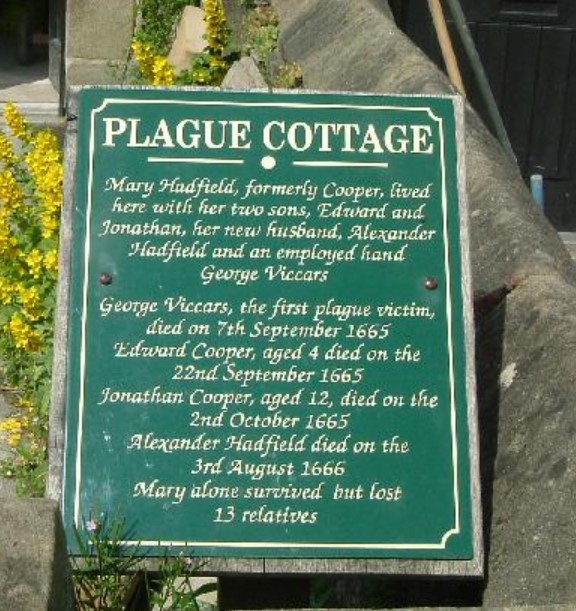 PLAGUE COTTAGE
Mary Hadfield, formerly Cooper, lived
here with her two sons, Edward and
Jonathan, her new husband, Alexander
Hadfield and an employed hand
George Viccars
George Viccars, the first plague victim,
died on 7th September 1665
Edward Cooper, aged 4 died on the
22nd September 1665
Jonathan Cooper, aged 12, died on the
2nd October 1665
Alexander Hadfield died on the
3rd August 1666
Mary alone survived but lost
13 relatives